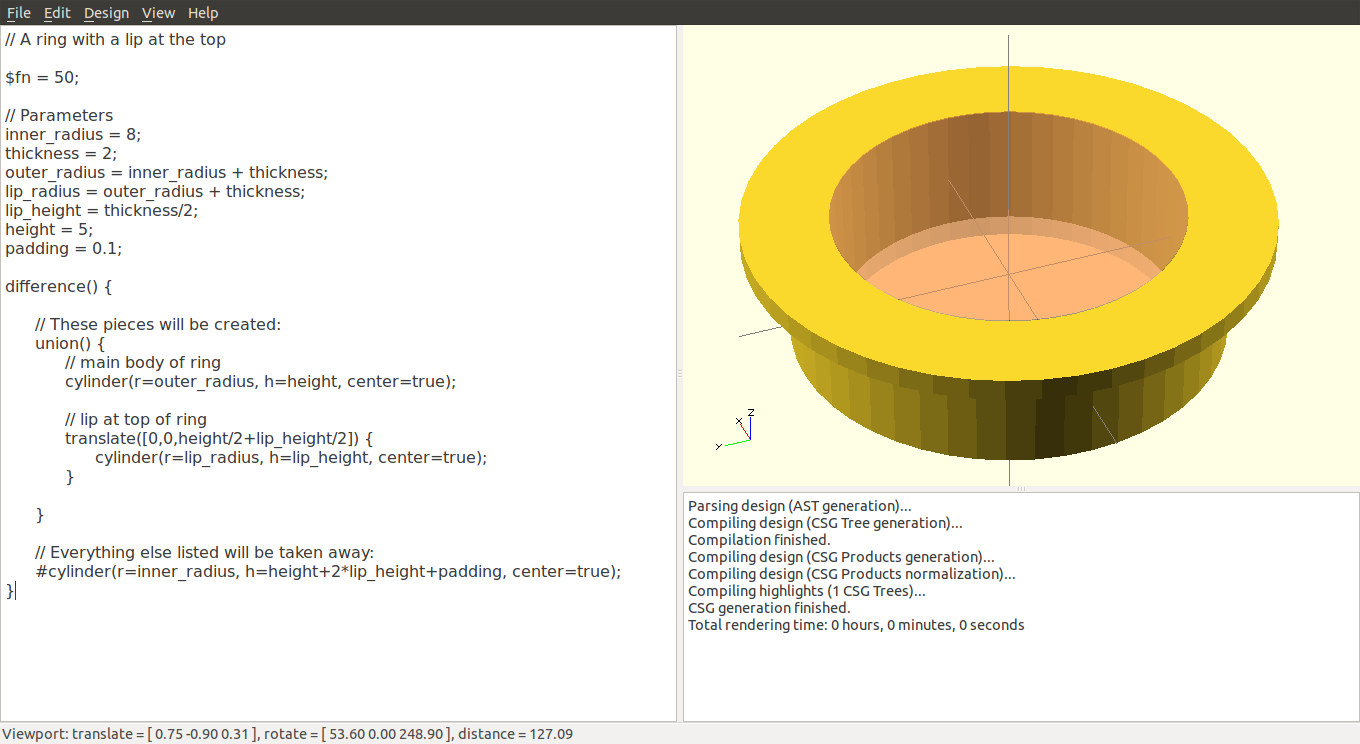 File Edit Design View Help
// A ring with a lip at the top
$fn = 50;
// Parameters
inner_radius = 8;
thickness = 2;
outer_radius = inner_radius + thickness;
lip_radius = outer_radius + thickness;
lip_height = thickness/2;
height = 5;
padding = 0.1;
difference() {
// These pieces will be created:
union() {
// main body of ring
cylinder(r=outer_radius, h=height, center=true);
// lip at top of ring
translate([0,0,height/2+lip_height/2]) {
cylinder(r=lip_radius, h=lip_height, center=true);
}
}
// Everything else listed will be taken away:
#cylinder(r=inner_radius, h=height+2*lip_height+padding, center=true);
}
x
z
y
Parsing design (AST generation)...
Compiling design (CSG Tree generation)...
Compilation finished.
Compiling design (CSG Products generation)...
Compiling design (CSG Products normalization)...
Compiling highlights (1 CSG Trees)...
CSG generation finished.
Total rendering time: 0 hours, 0 minutes, 0 seconds
Viewport: translate = [ 0.75 -0.90 0.31 ], rotate = [ 53.60 0.00 248.90 ], distance = 127.09